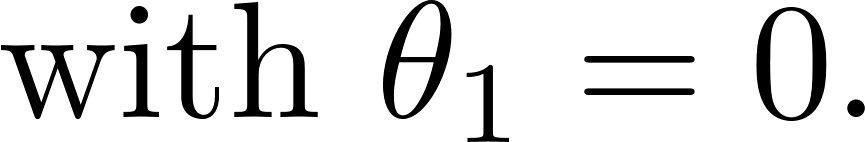 with θ₁ = 0.